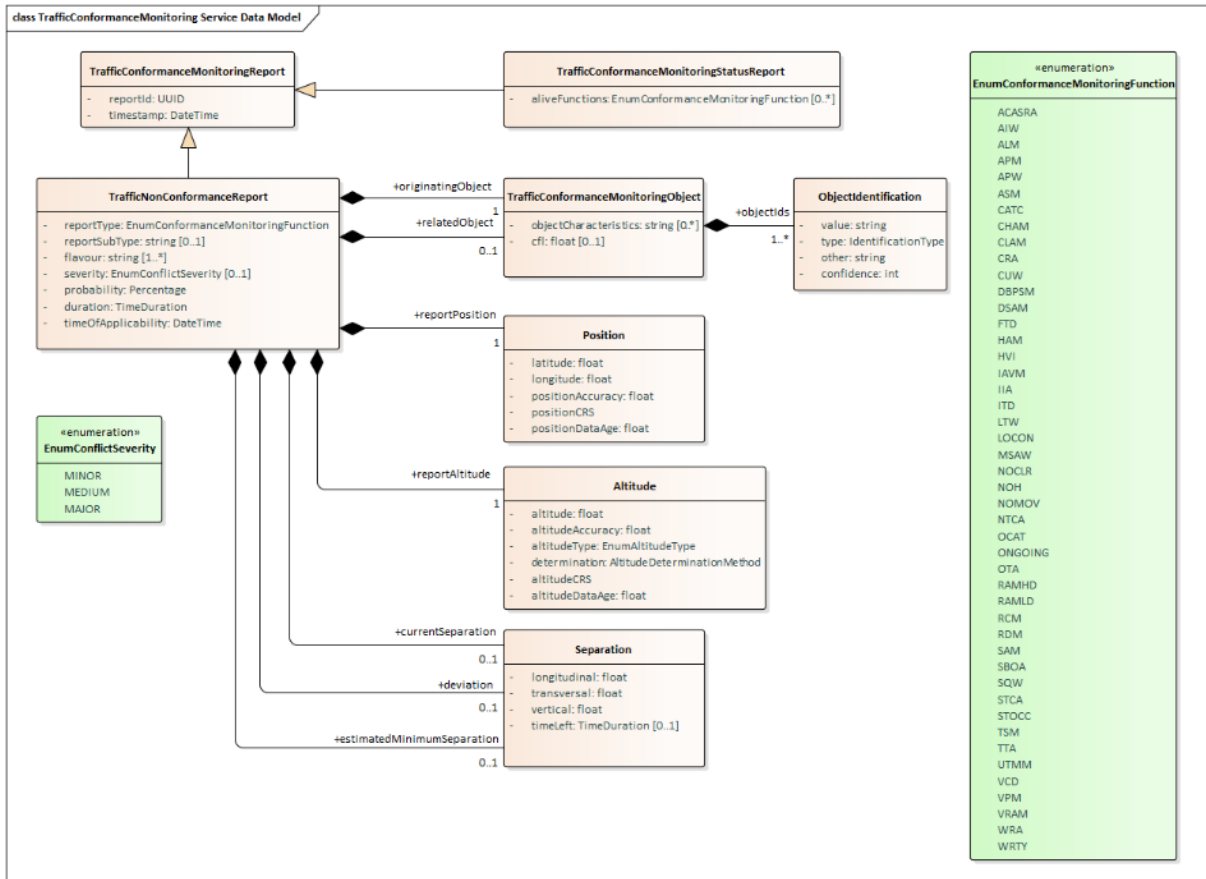 class TrafficConformanceMonitoring Service Data Model
TrafficConformanceMonitoringReport
- reportId: UUID
- timestamp: DateTime
TrafficConformanceMonitoringStatusReport
- aliveFunctions: EnumConformanceMonitoringFunction [0..*]
TrafficNonConformanceReport
- reportType: EnumConformanceMonitoringFunction
- reportSubType: string [0..1]
- flavour: string [1..*]
- severity: EnumConflictSeverity [0..1]
- probability: Percentage
- duration: TimeDuration
- timeOfApplicability: DateTime
+originatingObject
1
+relatedObject
0..1
TrafficConformanceMonitoringObject
- objectCharacteristics: string [0..*]
- cfl: float [0..1]
+objectIds
1..*
ObjectIdentification
- value: string
- type: IdentificationType
- other: string
- confidence: int
+reportPosition
1
Position
- latitude: float
- longitude: float
- positionAccuracy: float
- positionCRS
- positionDataAge: float
«enumeration»
EnumConflictSeverity
MINOR
MEDIUM
MAJOR
+reportAltitude
1
Altitude
- altitude: float
- altitudeAccuracy: float
- altitudeType: EnumAltitudeType
- determination: AltitudeDeterminationMethod
- altitudeCRS
- altitudeDataAge: float
+currentSeparation
0..1
+deviation
0..1
+estimatedMinimumSeparation
0..1
Separation
- longitudinal: float
- transversal: float
- vertical: float
- timeLeft: TimeDuration [0..1]
«enumeration»
EnumConformanceMonitoringFunction
ACASRA
AIW
ALM
APM
APW
ASM
CATC
CHAM
CLAM
CRA
CUW
DBPSM
DSAM
FTD
HAM
HVI
IAVM
IIA
ITD
LTW
LOCON
MSAW
NOCLR
NOH
NOMOV
NTCA
OCAT
ONGOING
OTA
RAMHD
RAMLD
RCM
RDM
SAM
SBOA
SQW
STCA
STOCC
TSM
TTA
UTMM
VCD
VPM
VRAM
WRA
WRTY